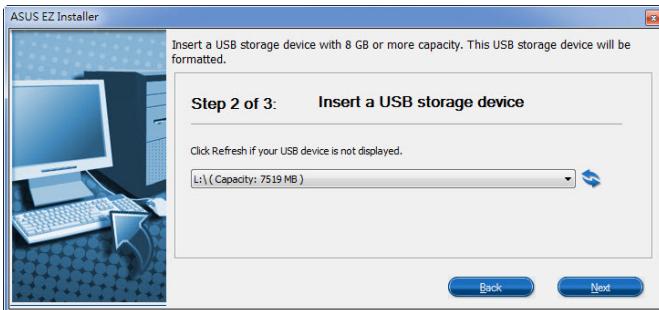 ASUS EZ Installer
Insert a USB storage device with 8 GB or more capacity. This USB storage device will be
formatted.
Step 2 of 3: Insert a USB storage device
Click Refresh if your USB device is not displayed.
L:\ ( Capacity: 7519 MB )
Back Next